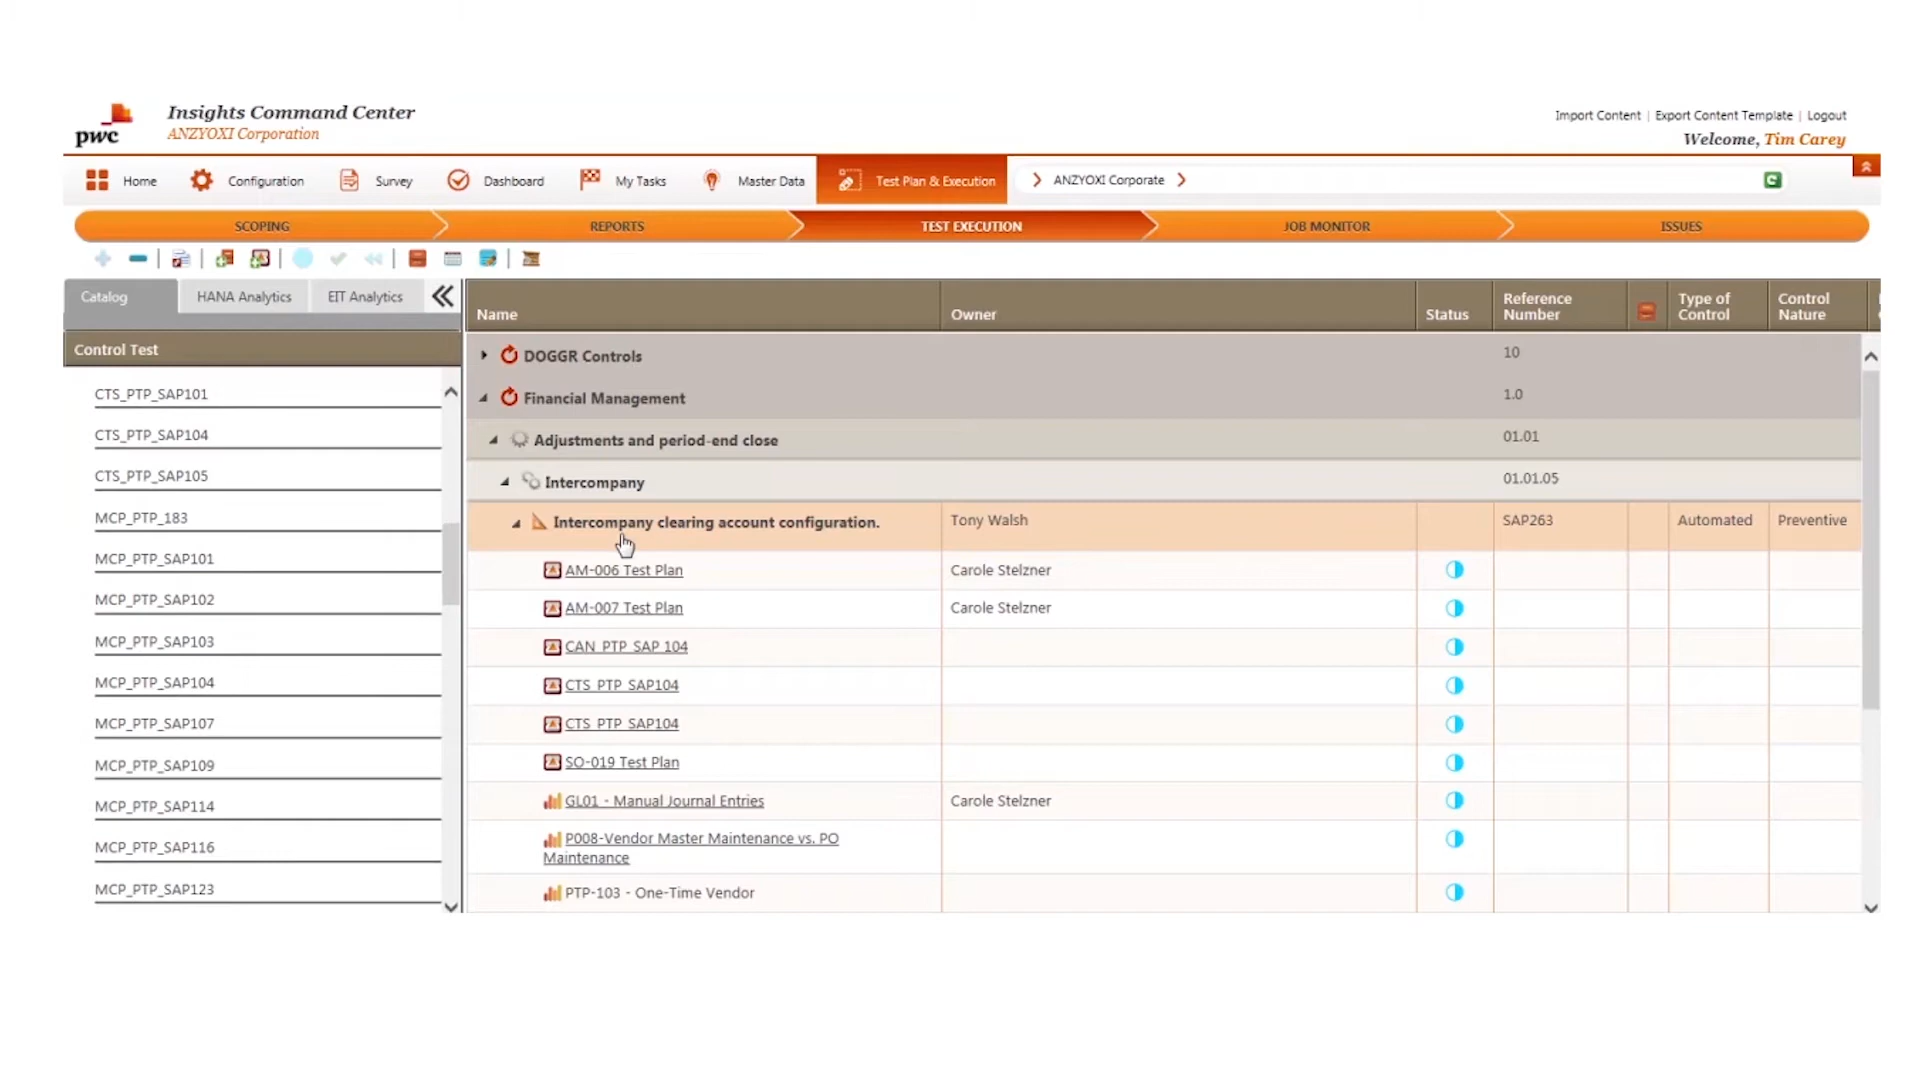 pwc
Insights Command Center
ANZYOXI Corporation
Import Content | Export Content Template | Logout
Welcome, Tim Carey
Home
Configuration
Survey
Dashboard
My Tasks
Master Data
Test Plan & Execution
ANZYOXI Corporate
SCOPING
REPORTS
TEST EXECUTION
JOB MONITOR
ISSUES
Catalog
HANA Analytics
EIT Analytics
Control Test
CTS_PTP_SAP101
CTS_PTP_SAP104
CTS_PTP_SAP105
MCP_PTP_183
MCP_PTP_SAP101
MCP_PTP_SAP102
MCP_PTP_SAP103
MCP_PTP_SAP104
MCP_PTP_SAP107
MCP_PTP_SAP109
MCP_PTP_SAP114
MCP_PTP_SAP116
MCP_PTP_SAP123
Name
Owner
Status
Reference
Number
Type of
Control
Control
Nature
DOGGR Controls 10
Financial Management 1.0
Adjustments and period-end close 01.01
Intercompany 01.01.05
Intercompany clearing account configuration. Tony Walsh SAP263 Automated Preventive
AM-006 Test Plan Carole Stelzner
AM-007 Test Plan Carole Stelzner
CAN_PTP_SAP 104
CTS_PTP_SAP104
CTS_PTP_SAP104
SO-019 Test Plan
GL01 - Manual Journal Entries Carole Stelzner
P008-Vendor Master Maintenance vs. PO
Maintenance
PTP-103 - One-Time Vendor